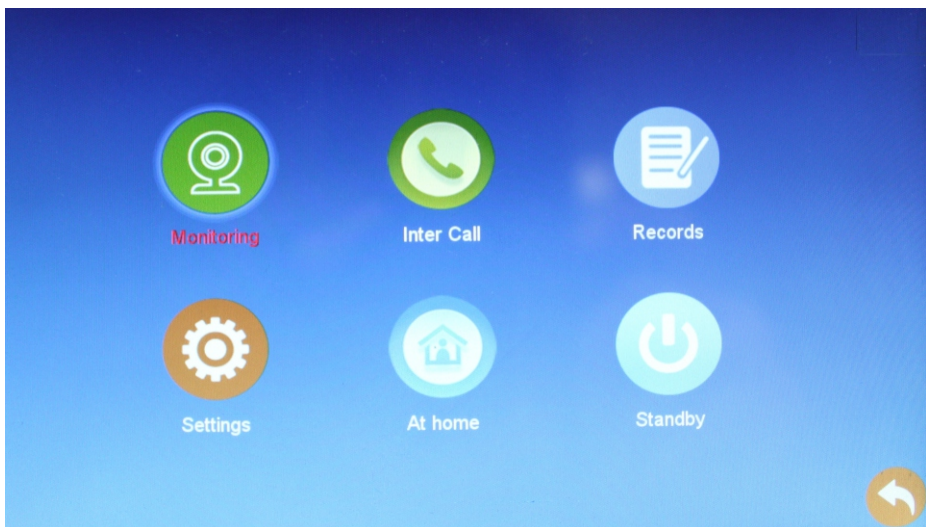 Monitoring
Inter Call
Records
Settings
At home
Standby